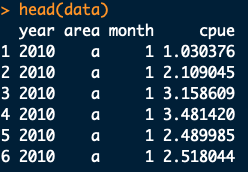 > head(data)
year area month cpue
1 2010 a 1 1.030376
2 2010 a 1 2.109045
3 2010 a 1 3.158609
4 2010 a 1 3.481420
5 2010 a 1 2.489985
6 2010 a 1 2.518044